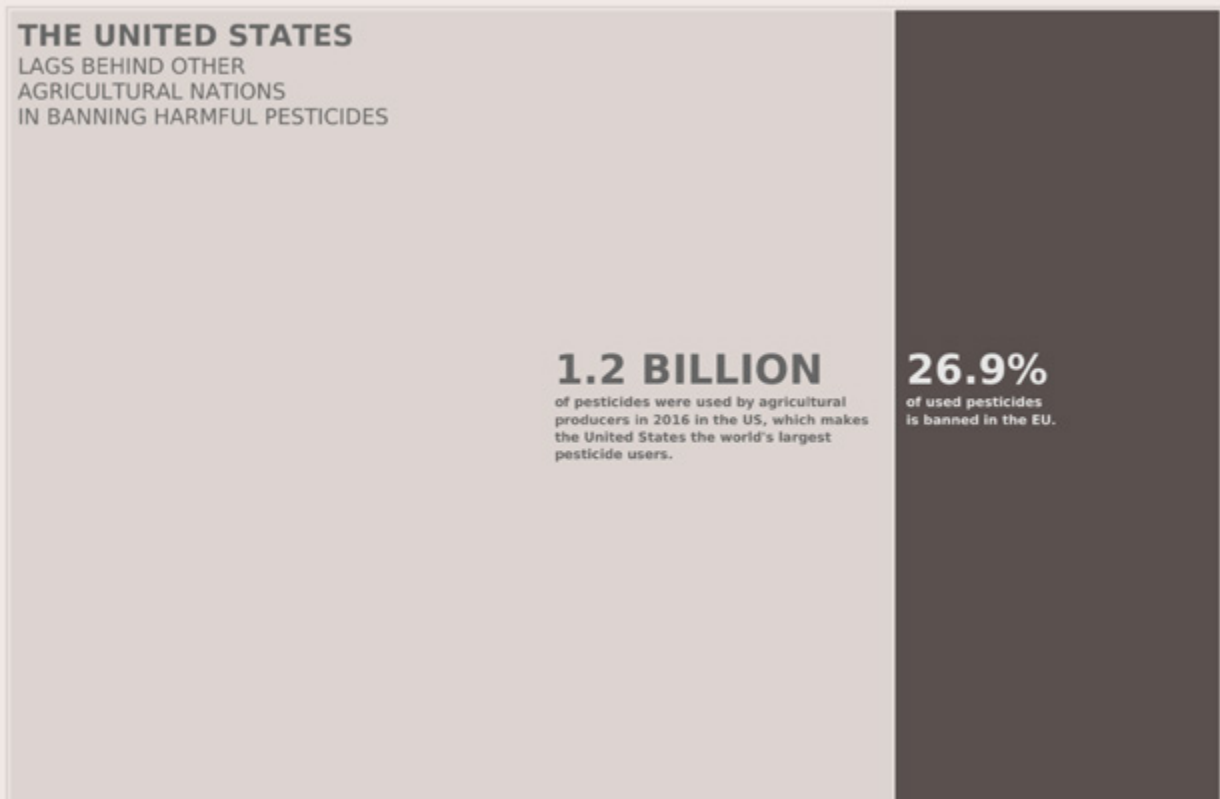 THE UNITED STATES
LAGS BEHIND OTHER
AGRICULTURAL NATIONS
IN BANNING HARMFUL PESTICIDES
1.2 BILLION
of pesticides were used by agricultural
producers in 2016 in the US, which makes
the United States the world's largest
pesticide users.
26.9%
of used pesticides
is banned in the EU.